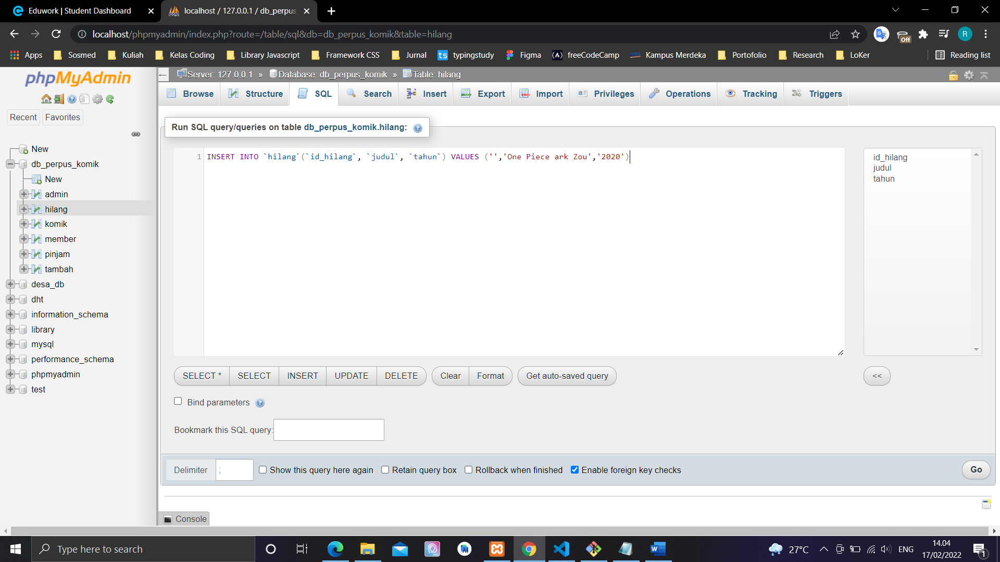 Eduwork | Student Dashboard
localhost / 127.0.0.1 / db_perpus_
localhost/phpmyadmin/index.php?route=/table/sql&db=db_perpus_komik&table=hilang
Off
R
Apps
Sosmed
Kuliah
Kelas Coding
Library Javascript
Framework CSS
Jurnal
ts typingstudy
Figma
(λ) freeCodeCamp
Kampus Merdeka
Portofolio
Research
LoKer
Reading list
phpMyAdmin
Recent
Favorites
New
db_perpus_komik
New
admin
hilang
komik
member
pinjam
tambah
desa_db
dht
information_schema
library
mysql
performance_schema
phpmyadmin
test
Server: 127.0.0.1 » Database: db_perpus_komik » Table: hilang
Browse
Structure
SQL
Search
Insert
Export
Import
Privileges
Operations
Tracking
Triggers
Run SQL query/queries on table db_perpus_komik.hilang:
1 INSERT INTO `hilang`(`id_hilang`, `judul`, `tahun`) VALUES ('','One Piece ark Zou','2020')
id_hilang
judul
tahun
SELECT *
SELECT
INSERT
UPDATE
DELETE
Clear
Format
Get auto-saved query
<<
Bind parameters
Bookmark this SQL query:
Delimiter
;
Show this query here again
Retain query box
Rollback when finished
Enable foreign key checks
Go
Console
Type here to search
27°C
ENG
14.04
17/02/2022
1